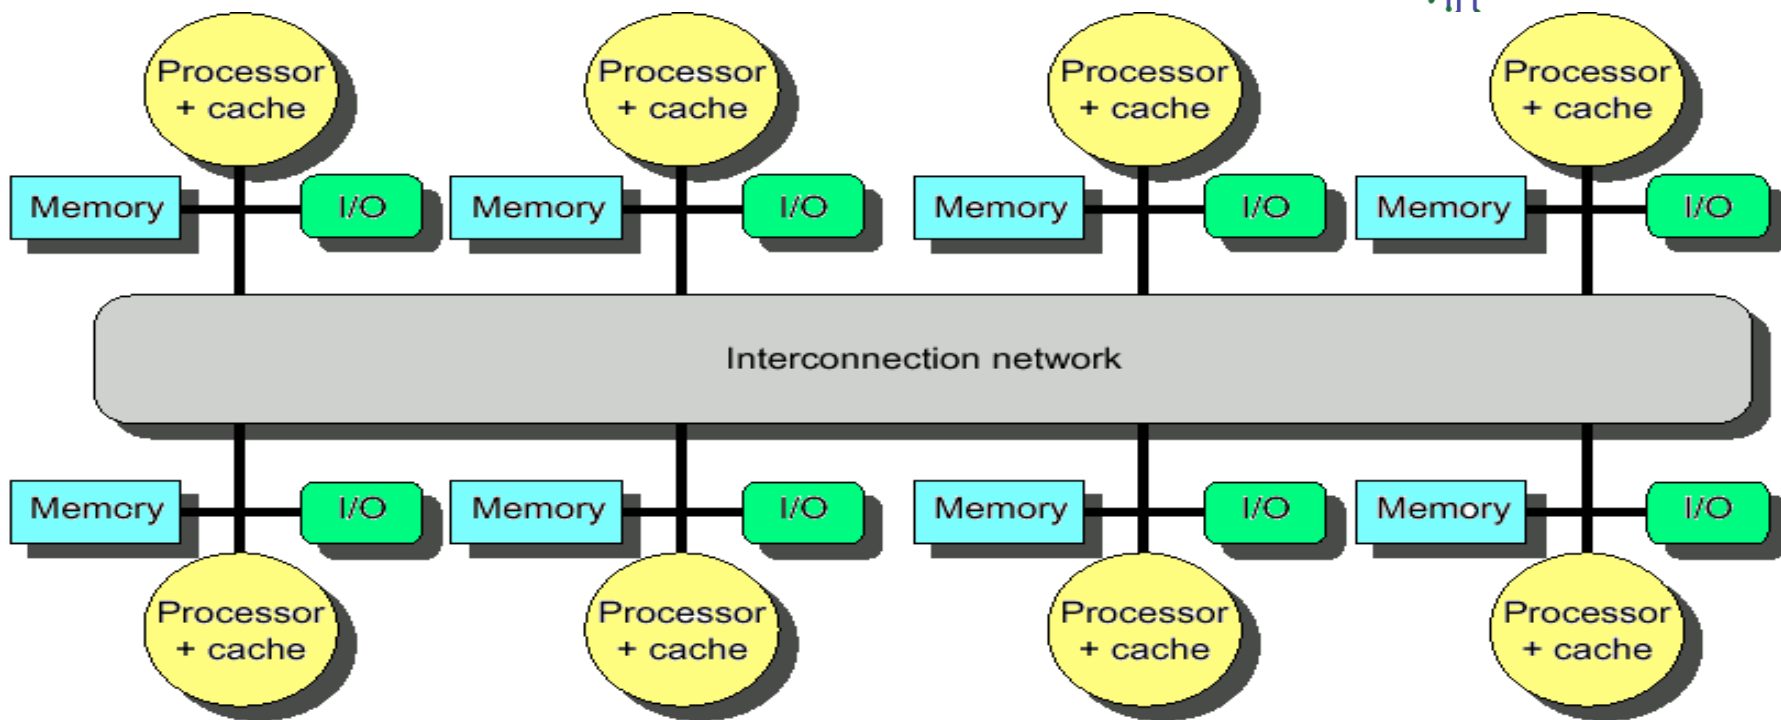 Processor
+ cache
Processor
+ cache
Processor
+ cache
Processor
+ cache
Memory
I/O
Memory
I/O
Memory
I/O
Memory
I/O
Interconnection network
Memory
I/O
Memory
I/O
Memory
I/O
Memory
I/O
Processor
+ cache
Processor
+ cache
Processor
+ cache
Processor
+ cache